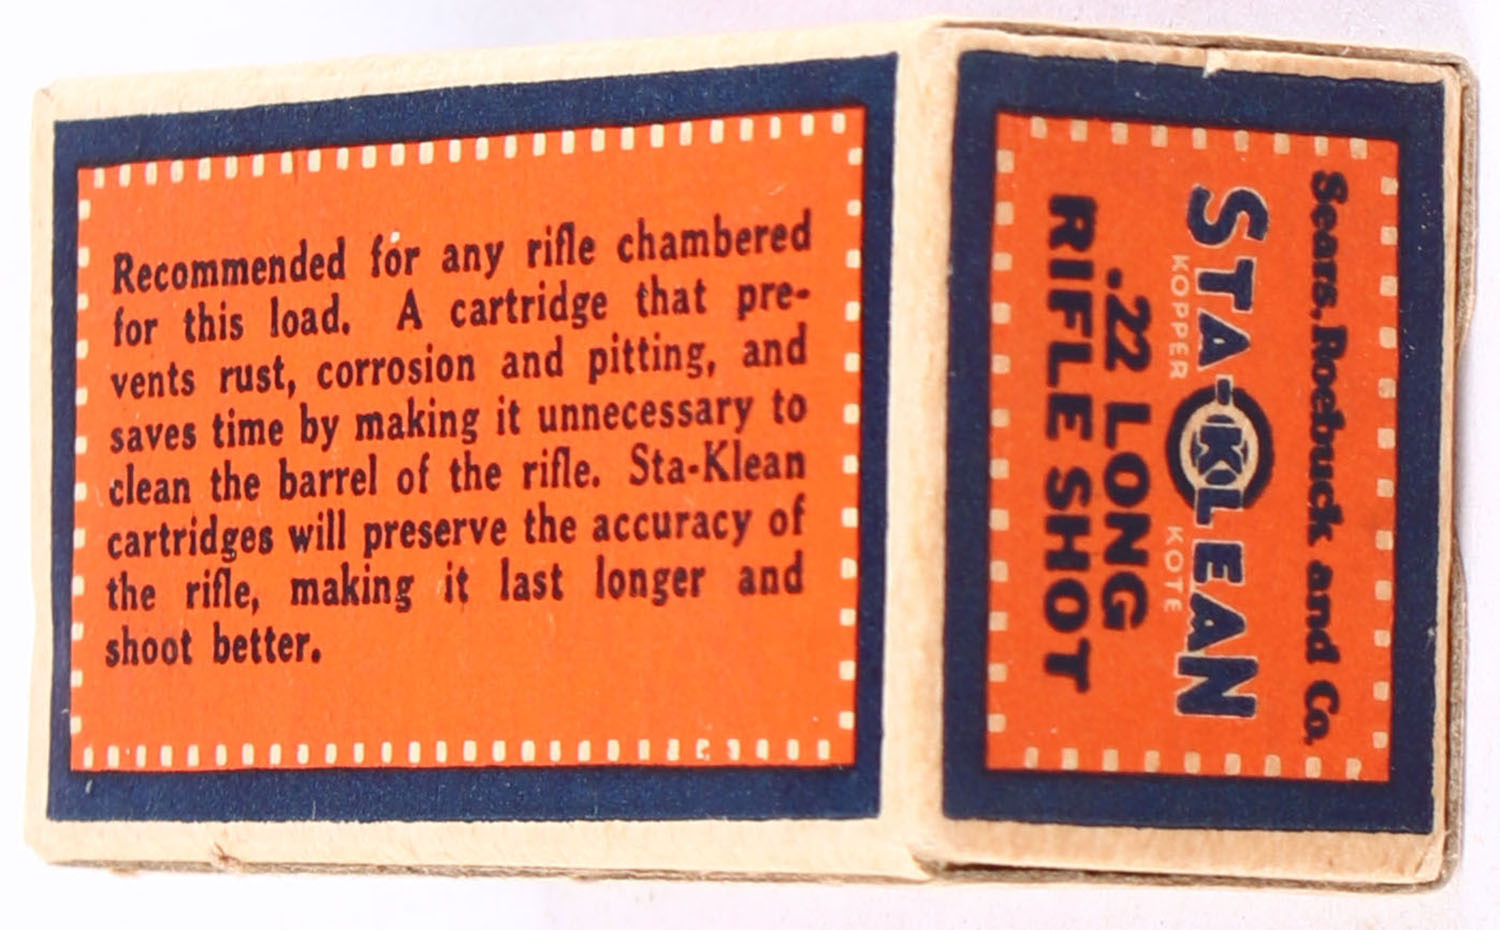 Recommended for any rifle chambered
for this load. A cartridge that pre-
vents rust, corrosion and pitting, and
saves time by making it unnecessary to
clean the barrel of the rifle. Sta-Klean
cartridges will preserve the accuracy of
the rifle, making it last longer and
shoot better.
Sears, Roebuck and Co.
STA-KLEAN
KOPPER KOTE
.22 LONG
RIFLE SHOT